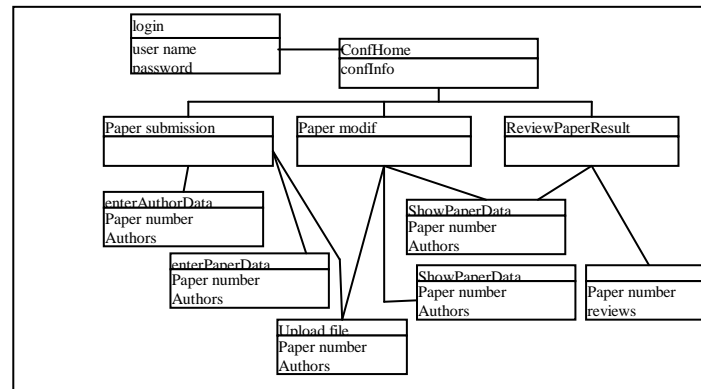 login
user name
password
ConfHome
confInfo
Paper submission
Paper modif
ReviewPaperResult
enterAuthorData
Paper number
Authors
ShowPaperData
Paper number
Authors
enterPaperData
Paper number
Authors
ShowPaperData
Paper number
Authors
Paper number
reviews
Upload file
Paper number
Authors